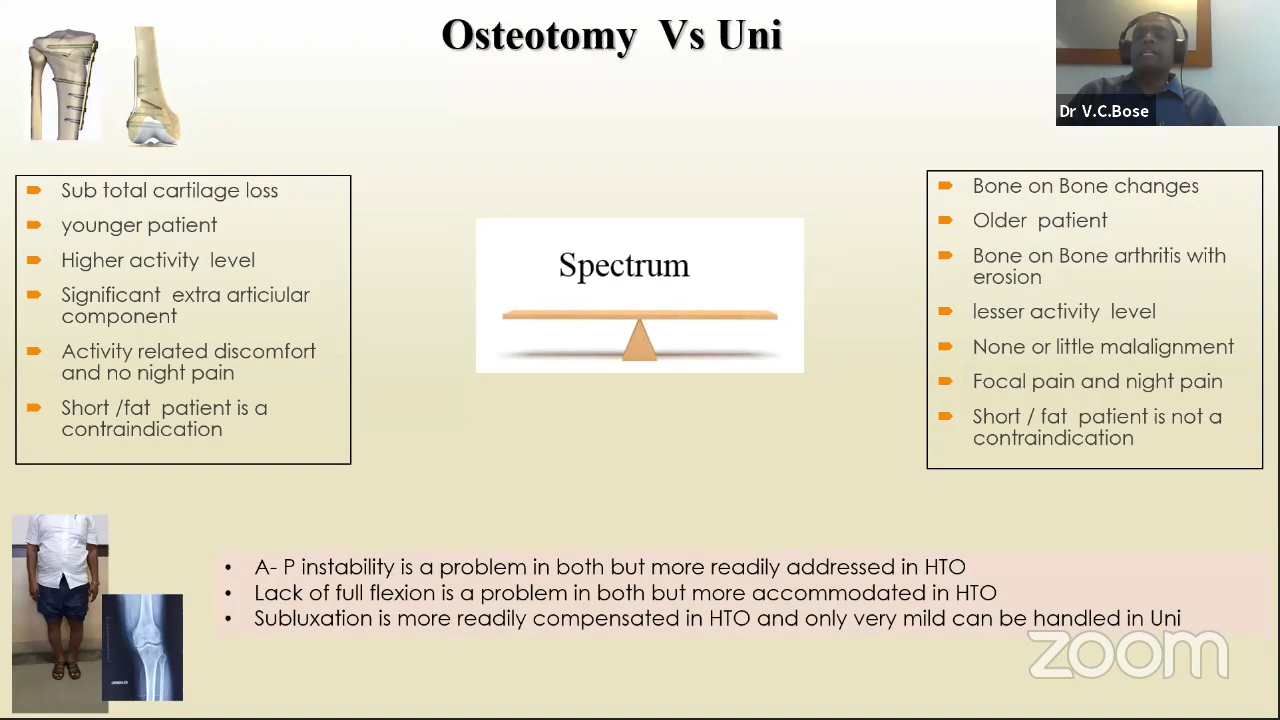 Osteotomy Vs Uni
Dr V.C.Bose
Sub total cartilage loss
younger patient
Higher activity level
Significant extra articiular
component
Activity related discomfort
and no night pain
Short /fat patient is a
contraindication
Spectrum
Bone on Bone changes
Older patient
Bone on Bone arthritis with
erosion
lesser activity level
None or little malalignment
Focal pain and night pain
Short / fat patient is not a
contraindication
A- P instability is a problem in both but more readily addressed in HTO
Lack of full flexion is a problem in both but more accommodated in HTO
Subluxation is more readily compensated in HTO and only very mild can be handled in Uni
zoom